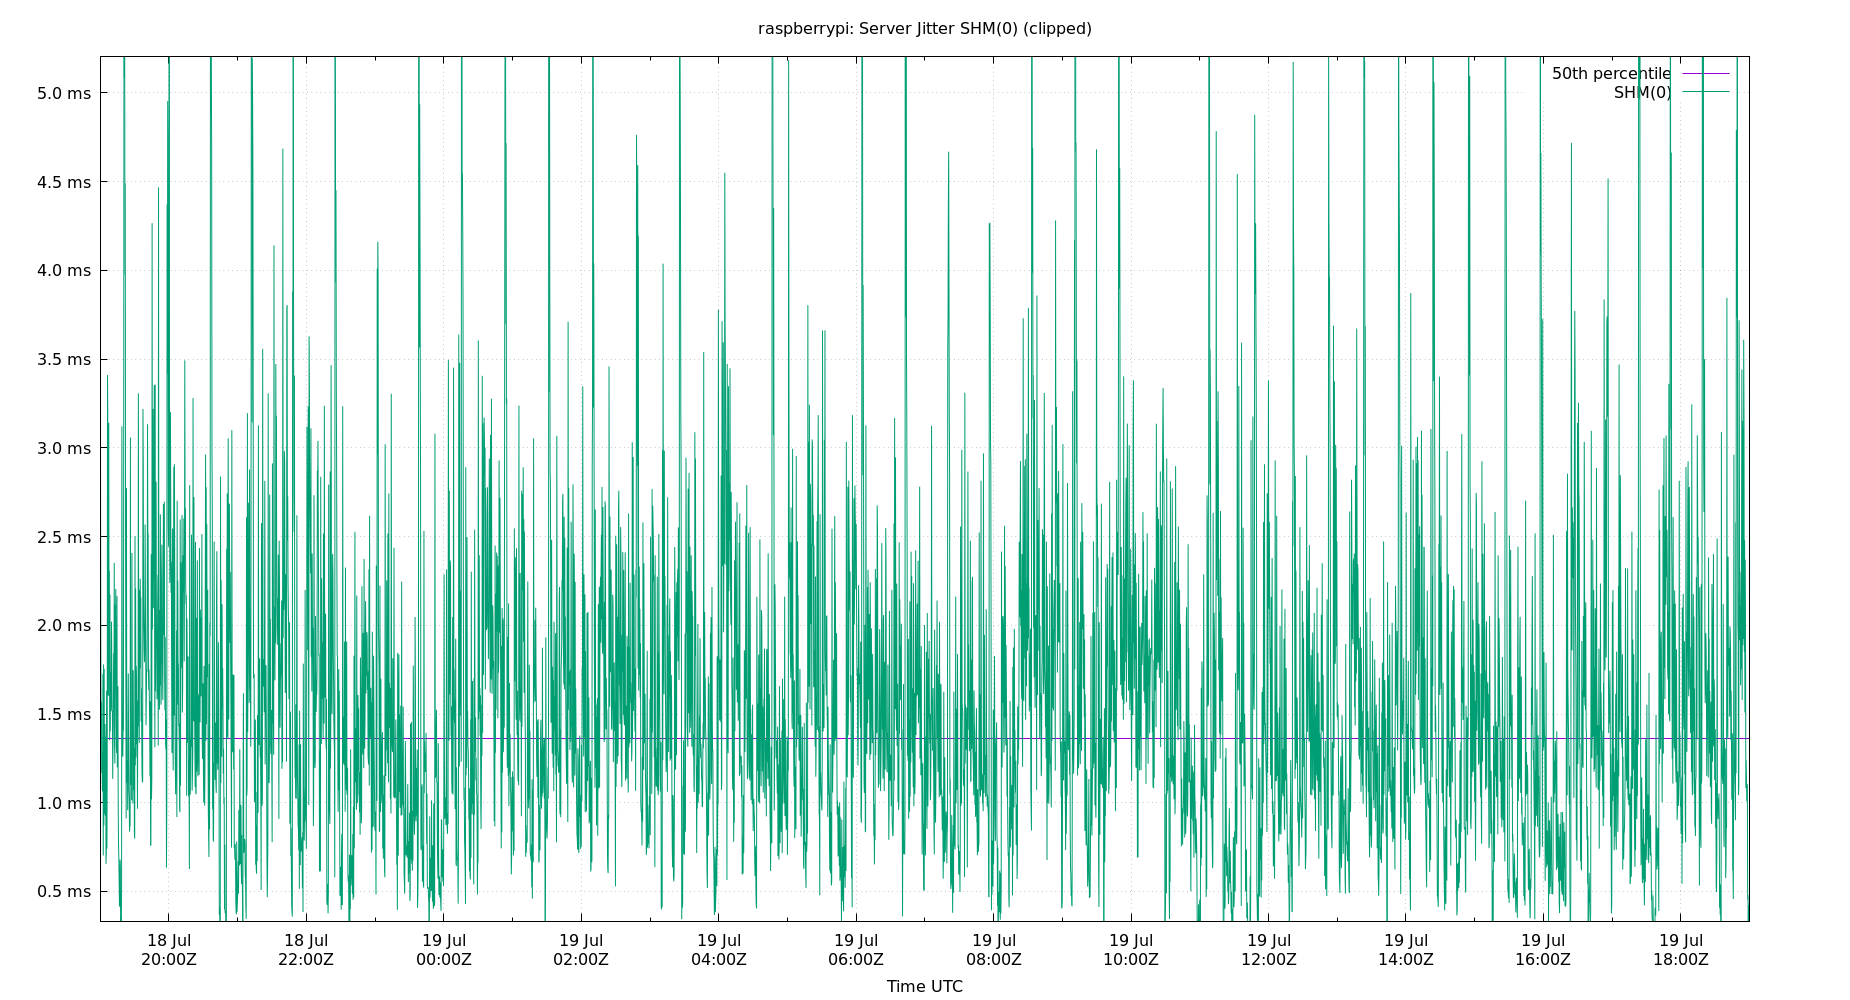 raspberrypi: Server Jitter SHM(0) (clipped)
50th percentile
SHM(0)
5.0 ms
4.5 ms
4.0 ms
3.5 ms
3.0 ms
2.5 ms
2.0 ms
1.5 ms
1.0 ms
0.5 ms
18 Jul 18 Jul 19 Jul 19 Jul 19 Jul 19 Jul 19 Jul 19 Jul 19 Jul 19 Jul 19 Jul 19 Jul
20:00Z 22:00Z 00:00Z 02:00Z 04:00Z 06:00Z 08:00Z 10:00Z 12:00Z 14:00Z 16:00Z 18:00Z
Time UTC